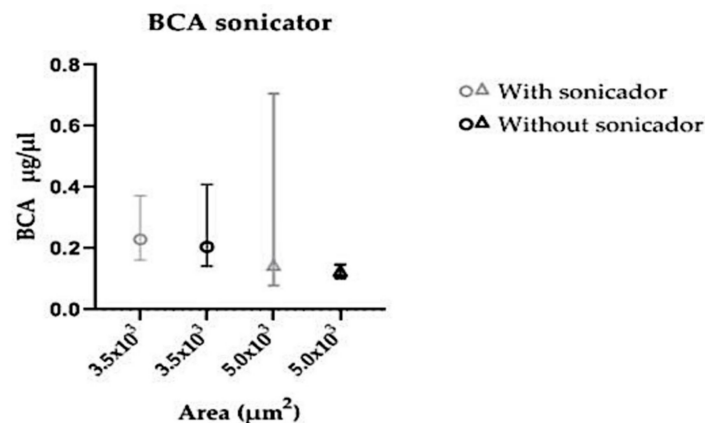 BCA sonicator
BCA µg/µl
0.8
0.6
0.4
0.2
0.0
3.5x10³
3.5x10³
5.0x10³
5.0x10³
Area (µm²)
With sonicador
Without sonicador